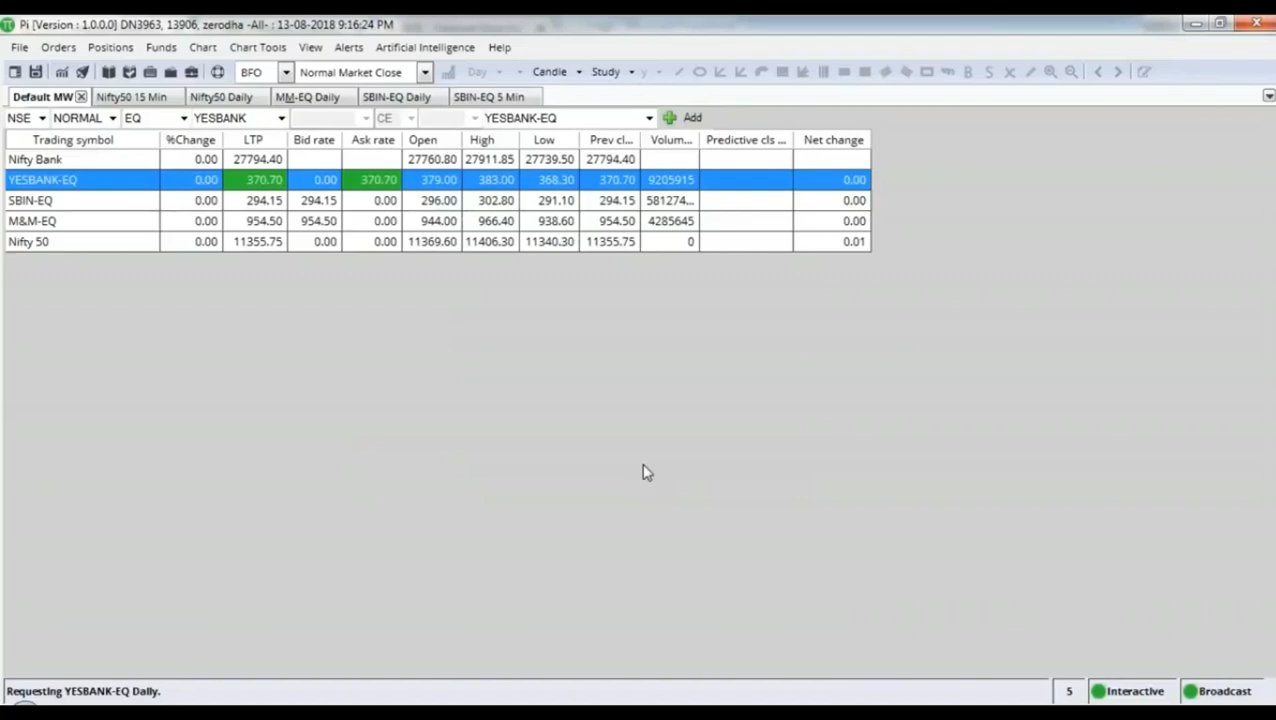 Pi [Version : 1.0.0.0] DN3963, 13906, zerodha -All- : 13-08-2018 9:16:24 PM
File Orders Positions Funds Chart Chart Tools View Alerts Artificial Intelligence Help
BFO Normal Market Close Day Candle Study
Default MW Nifty50 15 Min Nifty50 Daily MM-EQ Daily SBIN-EQ Daily SBIN-EQ 5 Min
NSE NORMAL EQ YESBANK CE YESBANK-EQ Add
Trading symbol %Change LTP Bid rate Ask rate Open High Low Prev cl... Volum... Predictive cls ... Net change
Nifty Bank 0.00 27794.40 27760.80 27911.85 27739.50 27794.40
YESBANK-EQ 0.00 370.70 0.00 370.70 379.00 383.00 368.30 370.70 9205915 0.00
SBIN-EQ 0.00 294.15 294.15 0.00 296.00 302.80 291.10 294.15 581274... 0.00
M&M-EQ 0.00 954.50 954.50 0.00 944.00 966.40 938.60 954.50 4285645 0.00
Nifty 50 0.00 11355.75 0.00 0.00 11369.60 11406.30 11340.30 11355.75 0 0.01
Requesting YESBANK-EQ Daily. 5 Interactive Broadcast